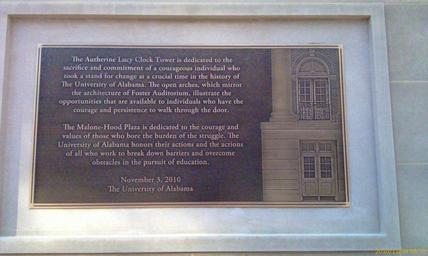 The Autherine Lucy Clock Tower is dedicated to the
sacrifice and commitment of a courageous individual who
took a stand for change at a crucial time in the history of
The University of Alabama. The open arches, which mirror
the architecture of Foster Auditorium, illustrate the
opportunities that are available to individuals who have the
courage and persistence to walk through the door.
The Malone-Hood Plaza is dedicated to the courage and
values of those who bore the burden of the struggle. The
University of Alabama honors their actions and the actions
of all who work to break down barriers and overcome
obstacles in the pursuit of education.
November 3, 2010
The University of Alabama